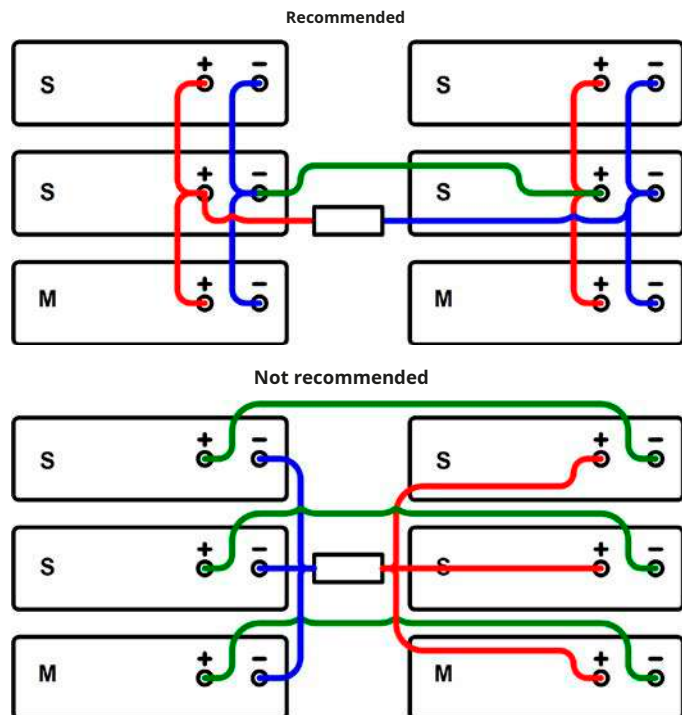 Recommended
+ − + −
S S
+ − + −
S S
+ − + −
M M
Not recommended
+ − + −
S S
+ − + −
S S
+ − + −
M M